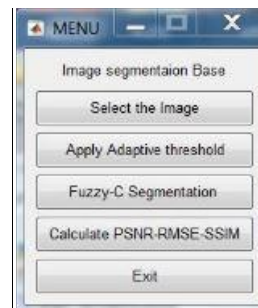 MENU
Image segmentaion Base
Select the Image
Apply Adaptive threshold
Fuzzy-C Segmentation
Calculate PSNR-RMSE-SSIM
Exit